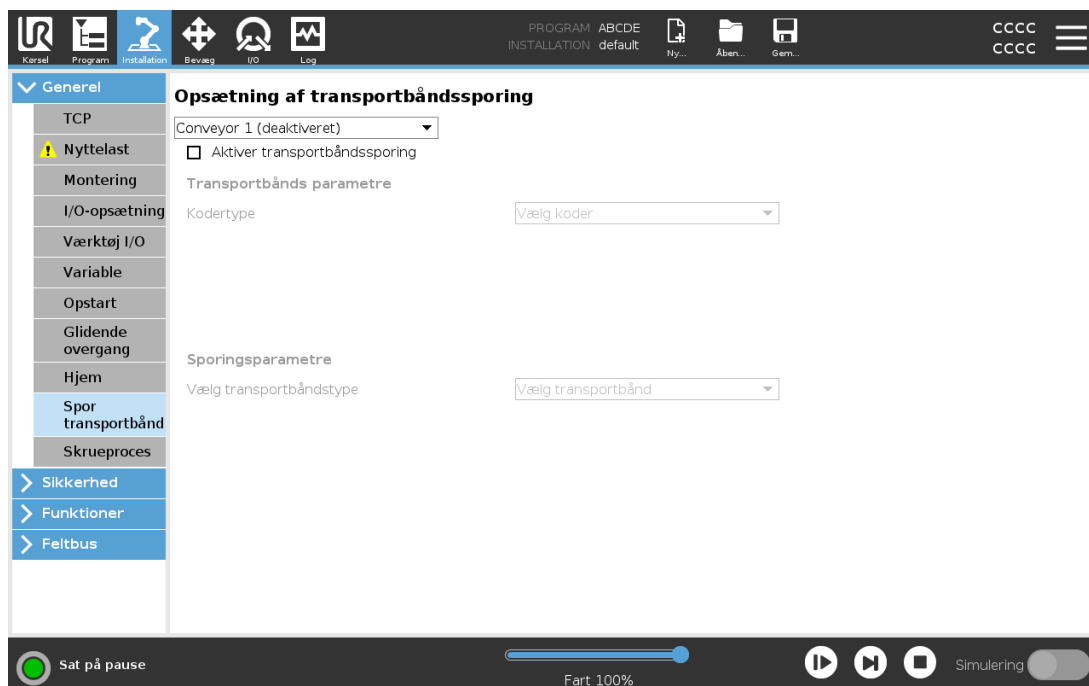 UR
Kørsel
Program
Installation
Bevæg
I/O
Log
PROGRAM ABCDE
INSTALLATION default
Ny...
Åben...
Gem...
CCCC
CCCC
Generel
TCP
Nyttelast
Montering
I/O-opsætning
Værktøj I/O
Variable
Opstart
Glidende
overgang
Hjem
Spor
transportbånd
Skrueproces
Sikkerhed
Funktioner
Feltbus
Opsætning af transportbåndssporing
Conveyor 1 (deaktiveret)
Aktiver transportbåndssporing
Transportbånds parametre
Kodertype
Vælg koder
Sporingsparametre
Vælg transportbåndstype
Vælg transportbånd
Sat på pause
Fart 100%
Simulering